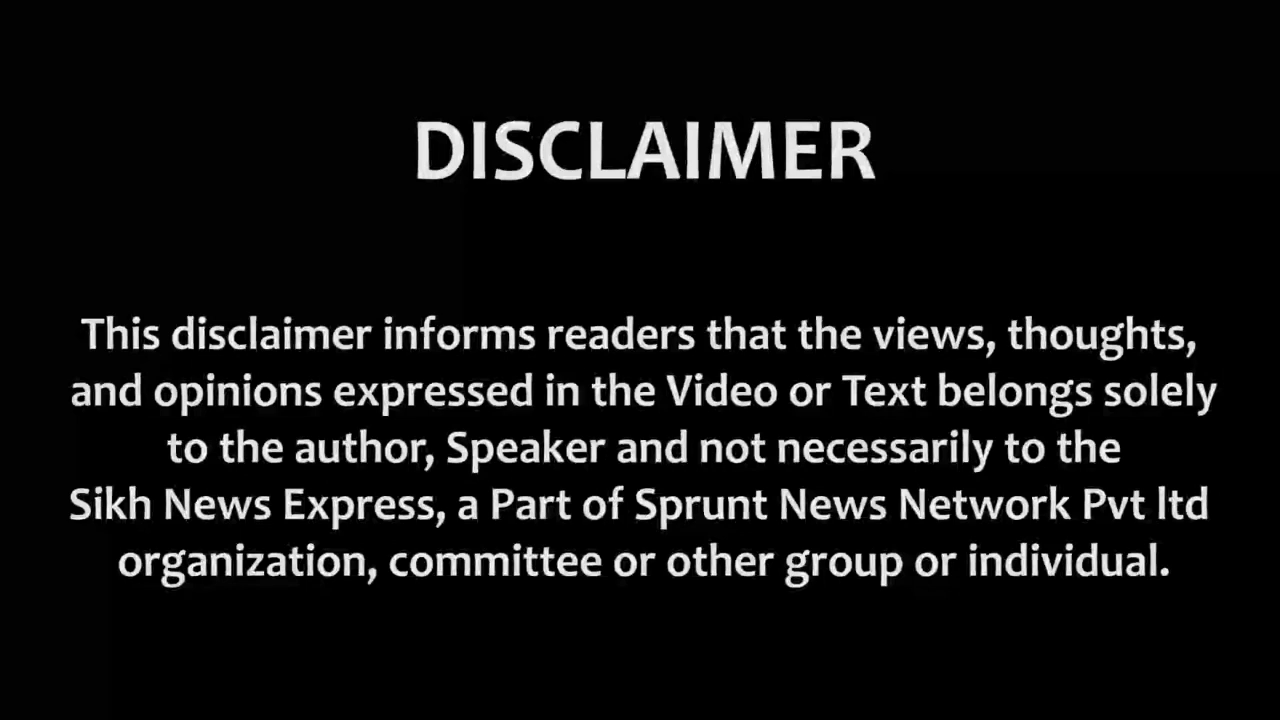 DISCLAIMER
This disclaimer informs readers that the views, thoughts,
and opinions expressed in the Video or Text belongs solely
to the author, Speaker and not necessarily to the
Sikh News Express, a Part of Sprunt News Network Pvt ltd
organization, committee or other group or individual.